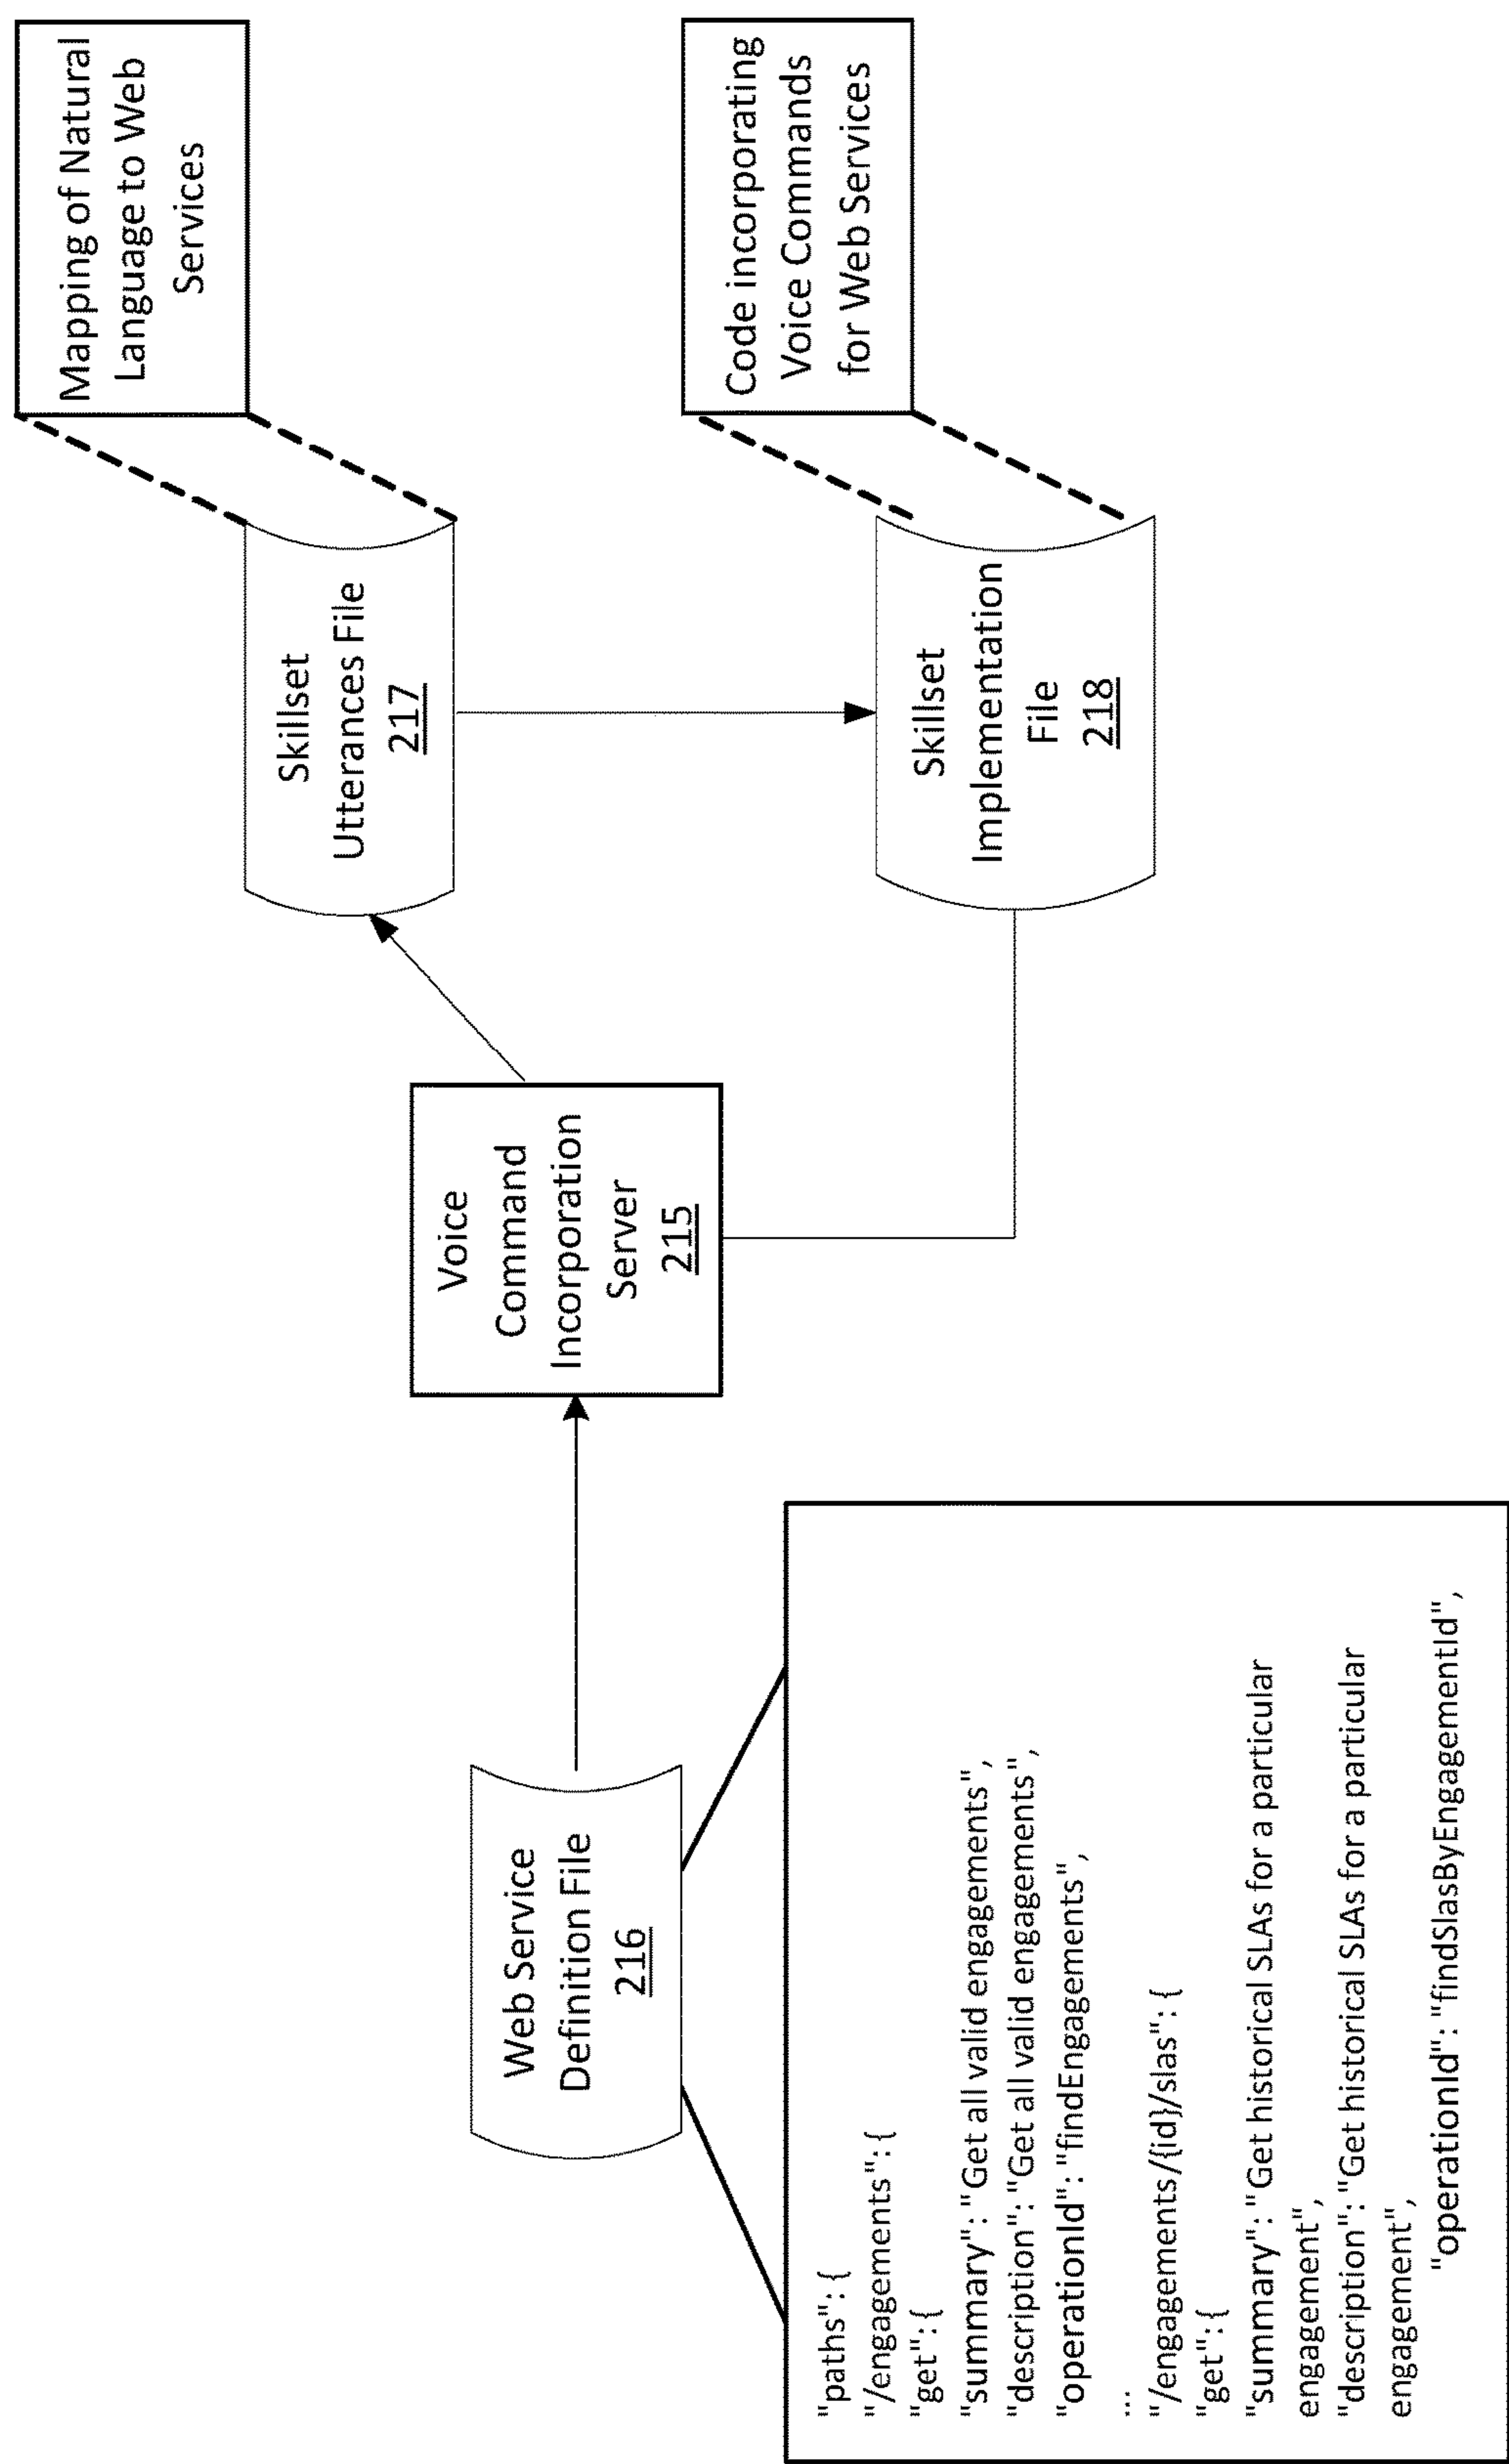 Web Service
Definition File
216
"paths": {
"/engagements": {
"get": {
"summary": "Get all valid engagements",
"description": "Get all valid engagements",
"operationId": "findEngagements",
...
"/engagements/{id}/slas": {
"get": {
"summary": "Get historical SLAs for a particular
engagement",
"description": "Get historical SLAs for a particular
engagement",
"operationId": "findSlasByEngagementId",
Voice
Command
Incorporation
Server
215
Skillset
Utterances File
217
Mapping of Natural
Language to Web
Services
Skillset
Implementation
File
218
Code incorporating
Voice Commands
for Web Services